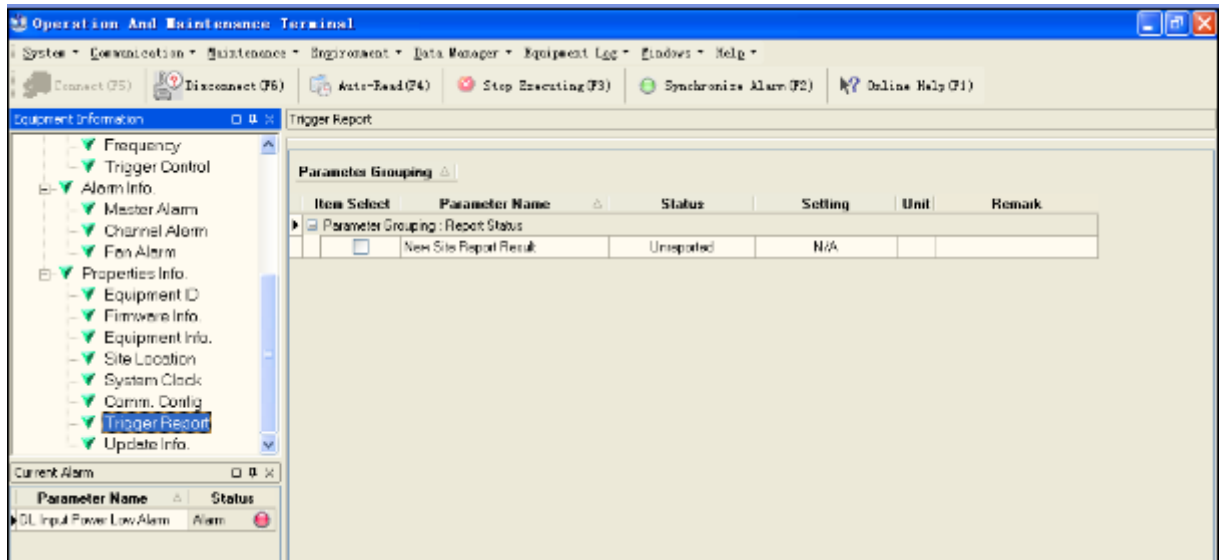 Operation And Maintenance Terminal
System Communication Maintenance Engironment Data Manager Equipment Log Windows Help
Connect(F5) Disconnect(F6) Auto-Read(F4) Stop Executing(F3) Synchronize Alarm(F2) Online Help(F1)
Equipment Information
Frequency
Trigger Control
Alarm Info.
Master Alarm
Channel Alarm
Fan Alarm
Properties Info.
Equipment ID
Firmware Info.
Equipment Info.
Site Location
System Clock
Comm. Config
Trigger Report
Update Info.
Current Alarm
Parameter Name Status
DL Input Power Low Alarm Alarm
Trigger Report
Parameter Grouping
Item Select Parameter Name Status Setting Unit Remark
Parameter Grouping : Report Status
New Site Report Result Unreported N/A